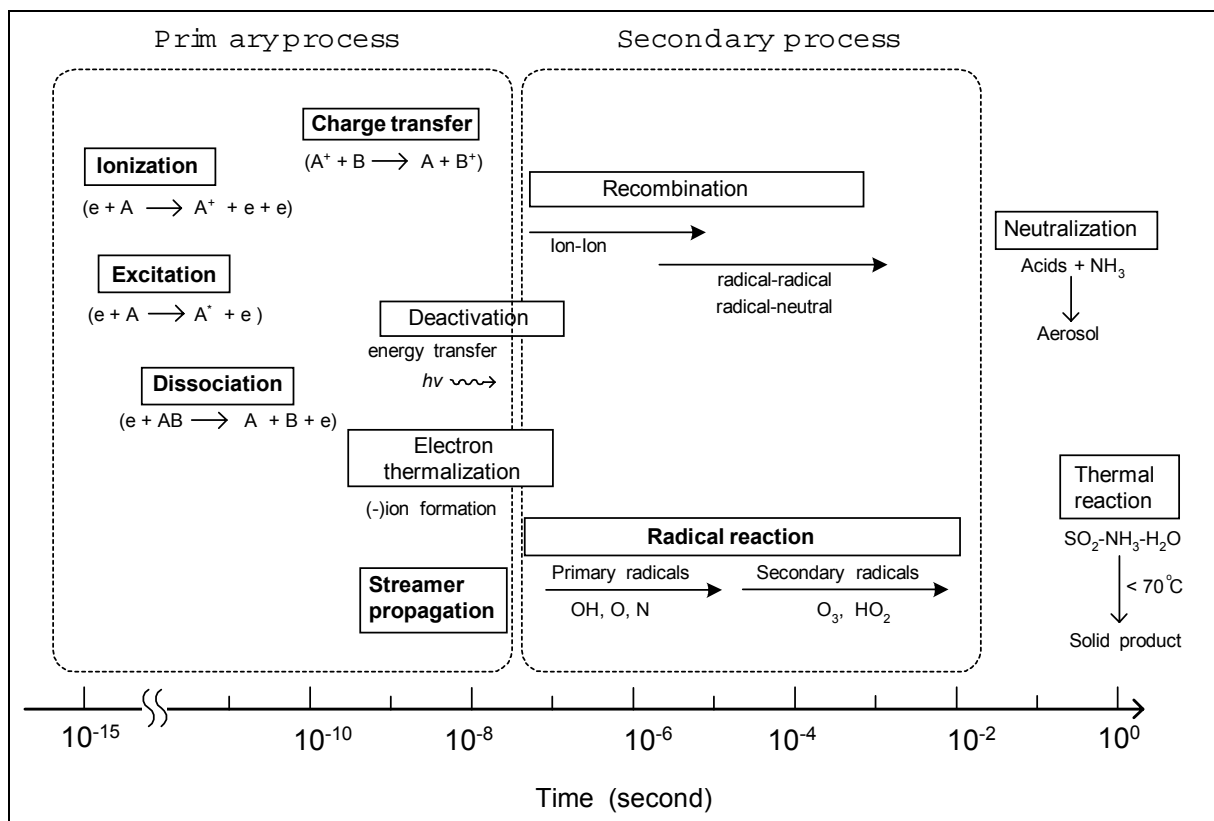 Primary process
Secondary process
Charge transfer
(A⁺ + B ⟶ A + B⁺)
Ionization
(e + A ⟶ A⁺ + e + e)
Excitation
(e + A ⟶ A* + e )
Dissociation
(e + AB ⟶ A + B + e)
Deactivation
energy transfer
hν
Electron
thermalization
(-)ion formation
Streamer
propagation
Recombination
Ion-Ion
radical-radical
radical-neutral
Radical reaction
Primary radicals
OH, O, N
Secondary radicals
O₃, HO₂
Neutralization
Acids + NH₃
Aerosol
Thermal
reaction
SO₂-NH₃-H₂O
< 70°C
Solid product
10⁻¹⁵ 10⁻¹⁰ 10⁻⁸ 10⁻⁶ 10⁻⁴ 10⁻² 10⁰
Time (second)